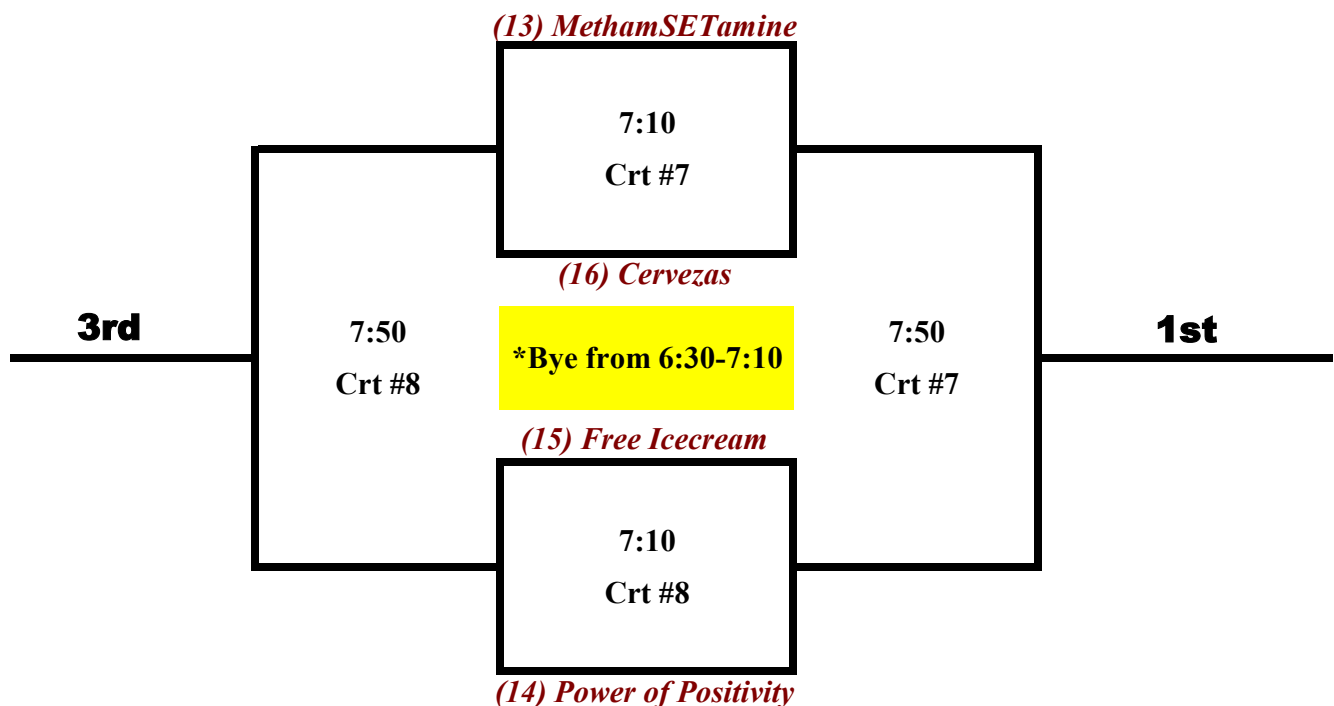 (13) MethamSETamine
7:10
Crt #7
(16) Cervezas
3rd
7:50
Crt #8
*Bye from 6:30-7:10
7:50
Crt #7
1st
(15) Free Icecream
7:10
Crt #8
(14) Power of Positivity